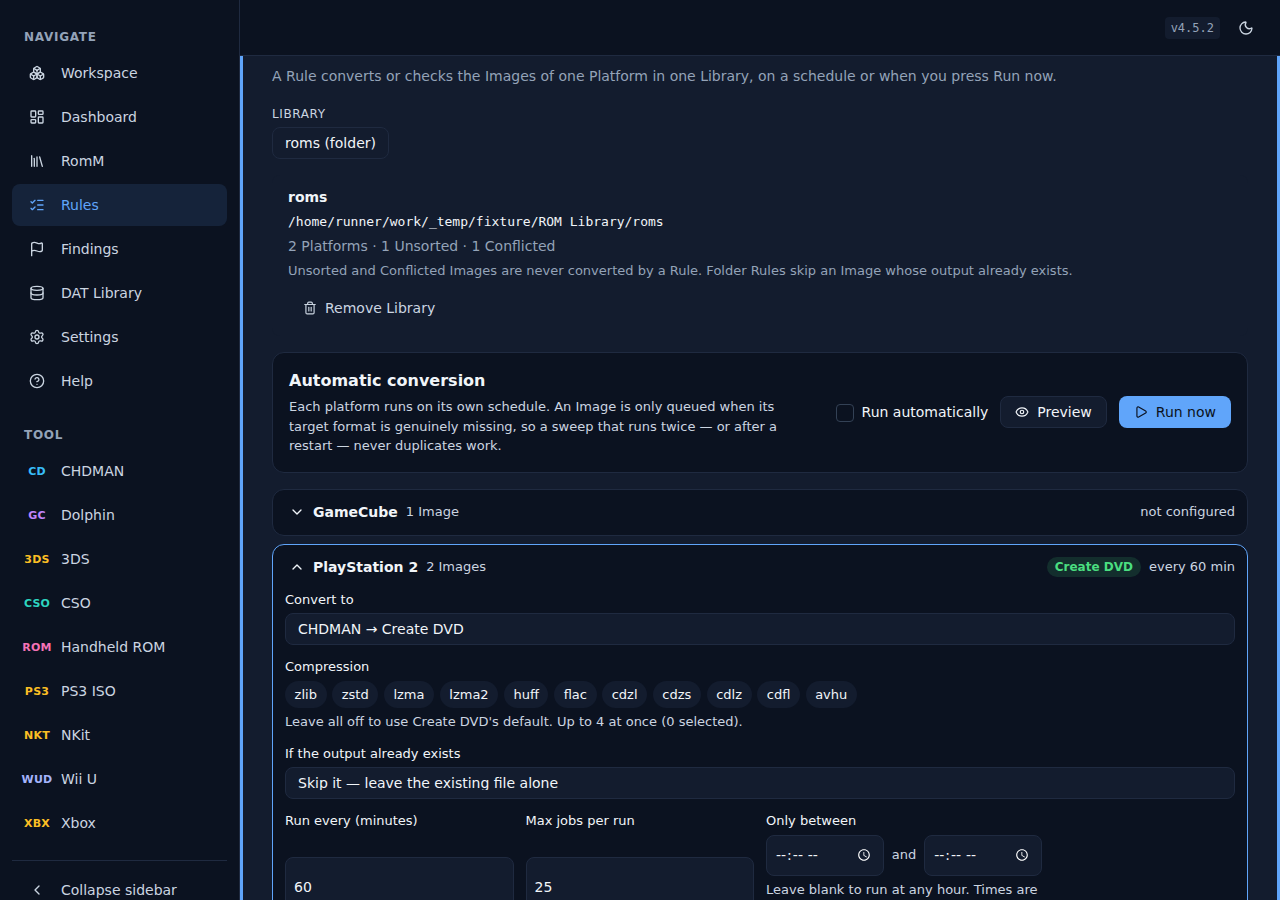 v4.5.2
NAVIGATE
Workspace
Dashboard
RomM
Rules
Findings
DAT Library
Settings
Help
TOOL
CD CHDMAN
GC Dolphin
3DS 3DS
CSO CSO
ROM Handheld ROM
PS3 PS3 ISO
NKT NKit
WUD Wii U
XBX Xbox
Collapse sidebar
A Rule converts or checks the Images of one Platform in one Library, on a schedule or when you press Run now.
LIBRARY
roms (folder)
roms
/home/runner/work/_temp/fixture/ROM Library/roms
2 Platforms · 1 Unsorted · 1 Conflicted
Unsorted and Conflicted Images are never converted by a Rule. Folder Rules skip an Image whose output already exists.
Remove Library
Automatic conversion
Each platform runs on its own schedule. An Image is only queued when its
target format is genuinely missing, so a sweep that runs twice — or after a
restart — never duplicates work.
Run automatically Preview Run now
GameCube 1 Image not configured
PlayStation 2 2 Images Create DVD every 60 min
Convert to
CHDMAN → Create DVD
Compression
zlib zstd lzma lzma2 huff flac cdzl cdzs cdlz cdfl avhu
Leave all off to use Create DVD's default. Up to 4 at once (0 selected).
If the output already exists
Skip it — leave the existing file alone
Run every (minutes) Max jobs per run Only between
--:-- -- and --:-- --
60 25
Leave blank to run at any hour. Times are